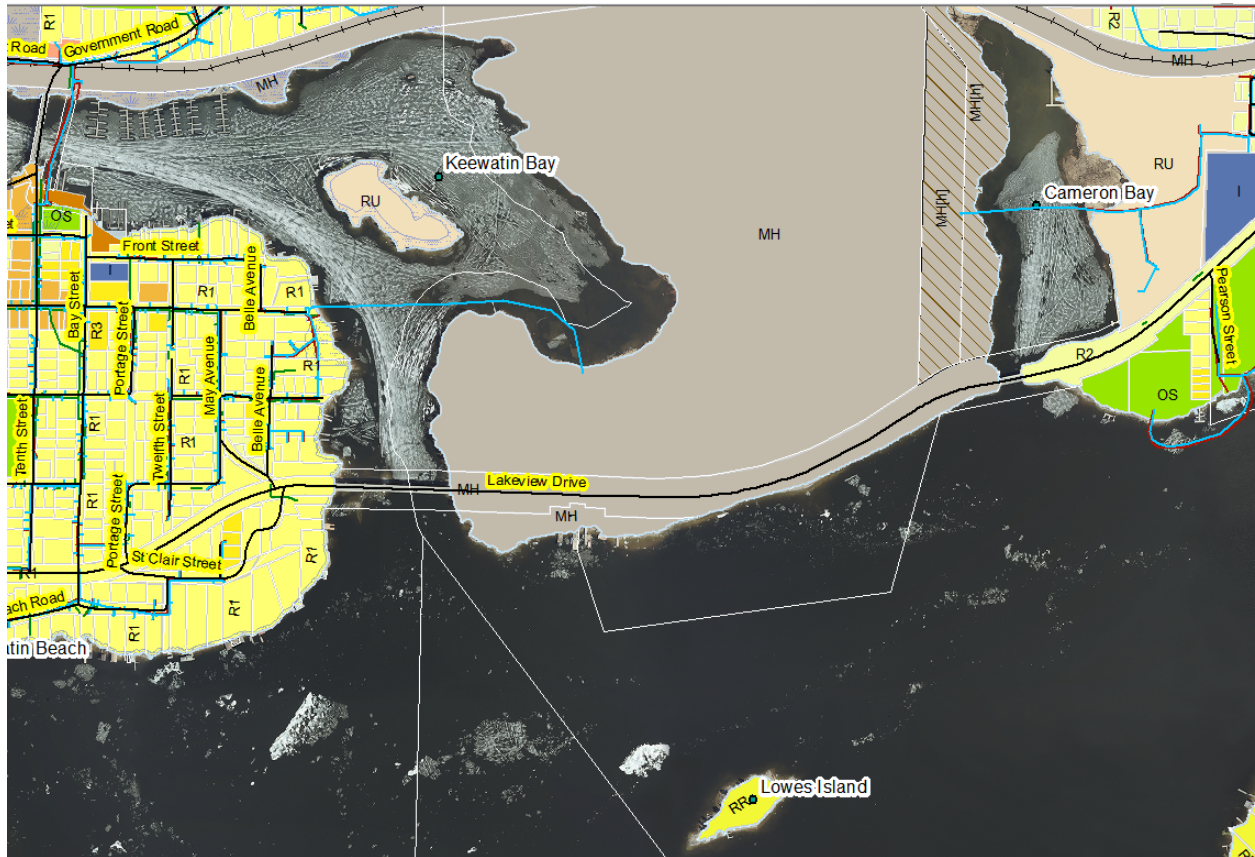 R1
Government Road
Road
R2
MH
MH
MH[h]
Keewatin Bay
RU
Cameron Bay
RU
I
MH[h]
OS
MH
Front Street
I
R1
R1
Belle Avenue
Bay Street
R3
Portage Street
Pearson Street
R2
R1
R1
May Avenue
OS
Tenth Street
R1
Twelfth Street
R1
Belle Avenue
Lakeview Drive
MH
R1
Portage Street
MH
St Clair Street
R1
R1
ach Road
R1
R1
atin Beach
Lowes Island
RR